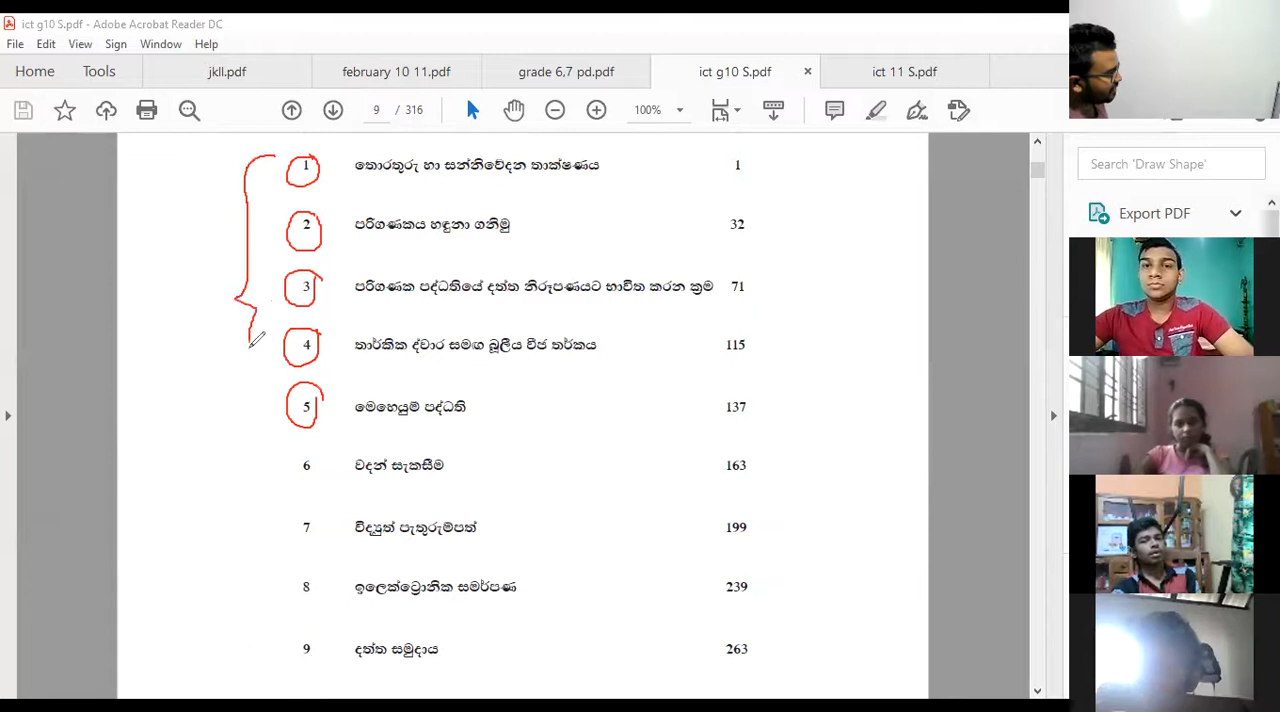 ict g10 S.pdf - Adobe Acrobat Reader DC
File Edit View Sign Window Help
Home Tools jkll.pdf february 10 11.pdf grade 6,7 pd.pdf ict g10 S.pdf × ict 11 S.pdf
9 / 316 100%
Search 'Draw Shape'
Export PDF
1 තොරතුරු හා සන්නිවේදන තාක්ෂණය 1
2 පරිගණකය හඳුනා ගනිමු 32
3 පරිගණක පද්ධතියේ දත්ත නිරූපණයට භාවිත කරන ක්‍රම 71
4 තාර්කික ද්වාර සමඟ බූලීය වීජ තර්කය 115
5 මෙහෙයුම් පද්ධති 137
6 වදන් සැකසීම 163
7 විද්‍යුත් පැතුරුම්පත් 199
8 ඉලෙක්ට්‍රොනික සමර්පණ 239
9 දත්ත සමුදාය 263